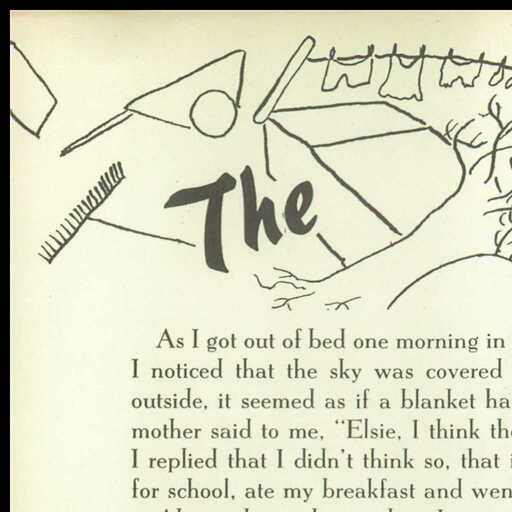 The
As I got out of bed one morning in
I noticed that the sky was covered
outside, it seemed as if a blanket ha
mother said to me, “Elsie, I think the
I replied that I didn’t think so, that i
for school, ate my breakfast and wen